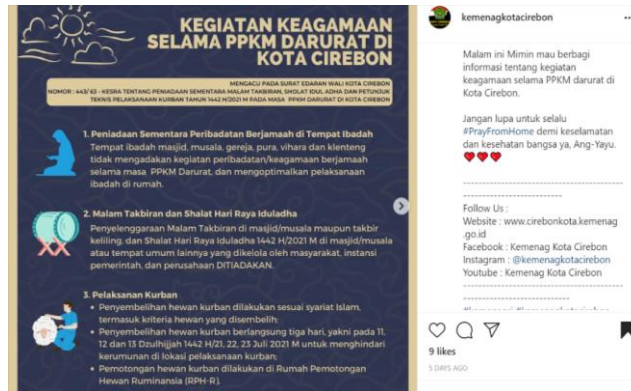 KEGIATAN KEAGAMAAN
SELAMA PPKM DARURAT DI
KOTA CIREBON
MENGACU PADA SURAT EDARAN WALI KOTA CIREBON
NOMOR : 443/ 63 - KESRA TENTANG PENIADAAN SEMENTARA MALAM TAKBIRAN, SHOLAT IDUL ADHA DAN PETUNJUK
TEKNIS PELAKSANAAN KURBAN TAHUN 1442 H/2021 M PADA MASA PPKM DARURAT DI KOTA CIREBON
1. Peniadaan Sementara Peribadatan Berjamaah di Tempat Ibadah
Tempat ibadah masjid, musala, gereja, pura, vihara dan klenteng
tidak mengadakan kegiatan peribadatan/keagamaan berjamaah
selama masa PPKM Darurat, dan mengoptimalkan pelaksanaan
ibadah di rumah.
2. Malam Takbiran dan Shalat Hari Raya Iduladha
Penyelenggaraan Malam Takbiran di masjid/musala maupun takbir
keliling; dan Shalat Hari Raya Iduladha 1442 H/2021 M di masjid/musala
atau tempat umum lainnya yang dikelola oleh masyarakat, instansi
pemerintah, dan perusahaan DITIADAKAN.
3. Pelaksanan Kurban
• Penyembelihan hewan kurban dilakukan sesuai syariat Islam,
termasuk kriteria hewan yang disembelih;
• Penyembelihan hewan kurban berlangsung tiga hari, yakni pada 11,
12 dan 13 Dzulhijjah 1442 H/21, 22, 23 Juli 2021 M untuk menghindari
kerumunan di lokasi pelaksanaan kurban;
• Pemotongan hewan kurban dilakukan di Rumah Pemotongan
Hewan Ruminansia (RPH-R).
kemenagkotacirebon
Malam ini Mimin mau berbagi
informasi tentang kegiatan
keagamaan selama PPKM darurat di
Kota Cirebon.
Jangan lupa untuk selalu
#PrayFromHome demi keselamatan
dan kesehatan bangsa ya, Ang-Yayu.
Follow Us :
Website : www.cirebonkota.kemenag
.go.id
Facebook : Kemenag Kota Cirebon
Instagram : @kemenagkotacirebon
Youtube : Kemenag Kota Cirebon
9 likes
5 DAYS AGO